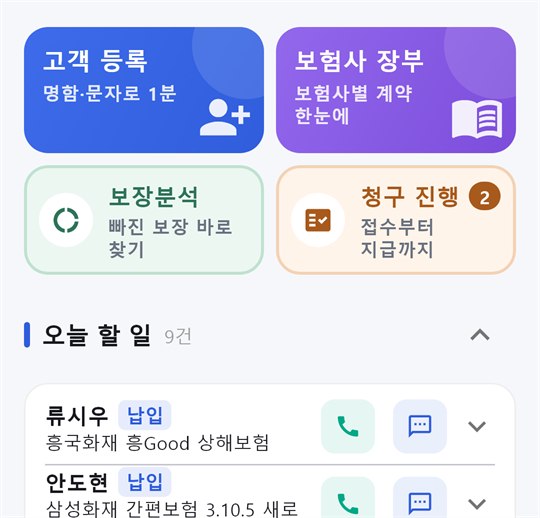 고객 등록
명함·문자로 1분
보험사 장부
보험사별 계약
한눈에
보장분석
빠진 보장 바로
찾기
청구 진행 2
접수부터
지급까지
오늘 할 일 9건
류시우 납입
흥국화재 흥Good 상해보험
안도현 납입
삼성화재 간편보험 3.10.5 새로